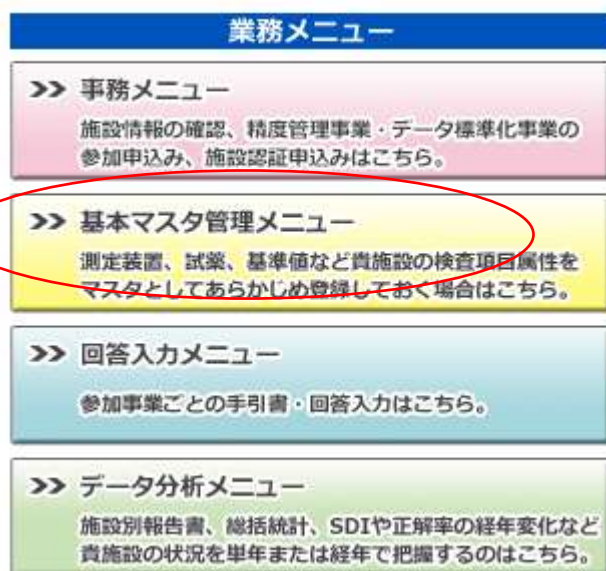 業務メニュー
>> 事務メニュー
施設情報の確認、精度管理事業・データ標準化事業の
参加申込み、施設認証申込みはこちら。
>> 基本マスタ管理メニュー
測定装置、試薬、基準値など貴施設の検査項目属性を
マスタとしてあらかじめ登録しておく場合はこちら。
>> 回答入力メニュー
参加事業ごとの手引書・回答入力はこちら。
>> データ分析メニュー
施設別報告書、総括統計、SDIや正解率の経年変化など
貴施設の状況を単年または経年で把握するのはこちら。